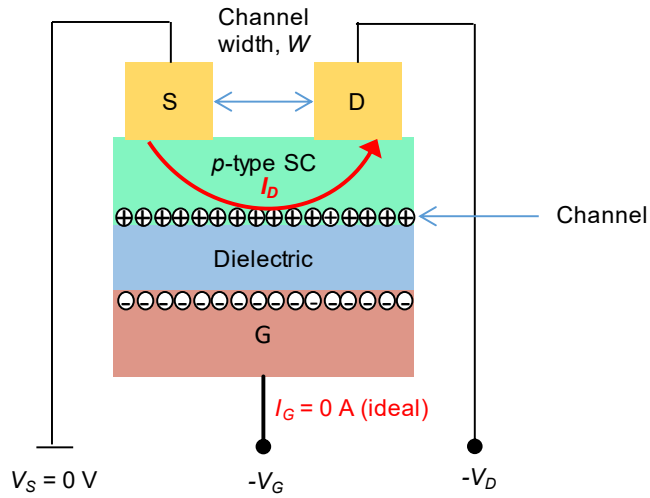 Channel
width, W
S
D
p-type SC
I_D
⊕⊕⊕⊕⊕⊕⊕⊕⊕⊕⊕⊕⊕⊕⊕⊕
Channel
Dielectric
⊖⊖⊖⊖⊖⊖⊖⊖⊖⊖⊖⊖⊖⊖⊖
G
I_G = 0 A (ideal)
V_S = 0 V
-V_G
-V_D